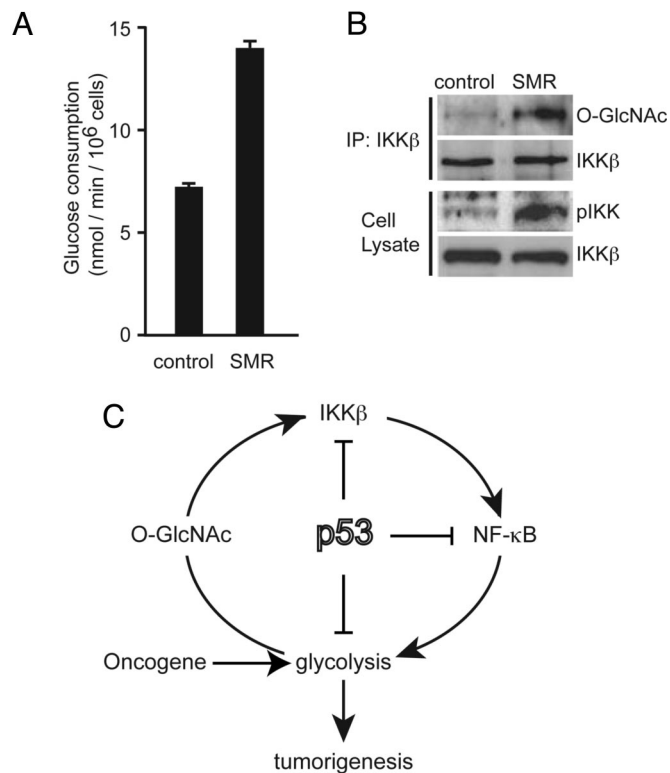 A
Glucose consumption
(nmol / min / 10⁶ cells)
15
10
5
0
control SMR
B
control SMR
IP: IKKβ
O-GlcNAc
IKKβ
Cell
Lysate
pIKK
IKKβ
C
IKKβ
O-GlcNAc p53 NF-κB
Oncogene glycolysis
tumorigenesis